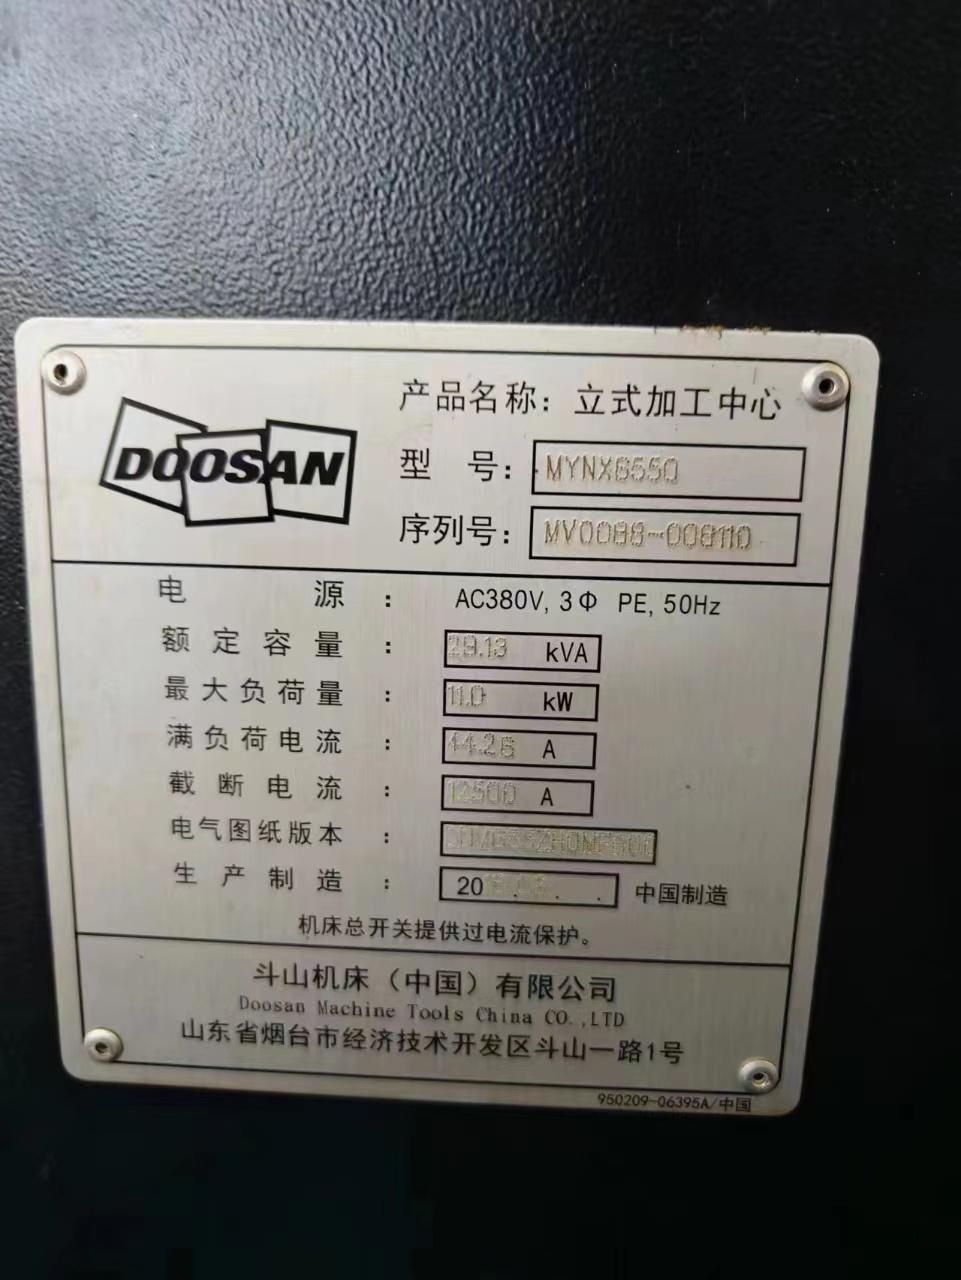 DOOSAN
产品名称：立式加工中心
型 号： MYNX6550
序列号： MV0088-008110
电 源 ： AC380V, 3Φ PE, 50Hz
额定容量 ： 29.13 kVA
最大负荷量 ： 11.0 kW
满负荷电流 ： 44.26 A
截断电流 ： 12500 A
电气图纸版本 ：
生产制造 ： 20 中国制造
机床总开关提供过电流保护。
斗山机床（中国）有限公司
Doosan Machine Tools China CO.,LTD
山东省烟台市经济技术开发区斗山一路1号
950209-06395A/中国